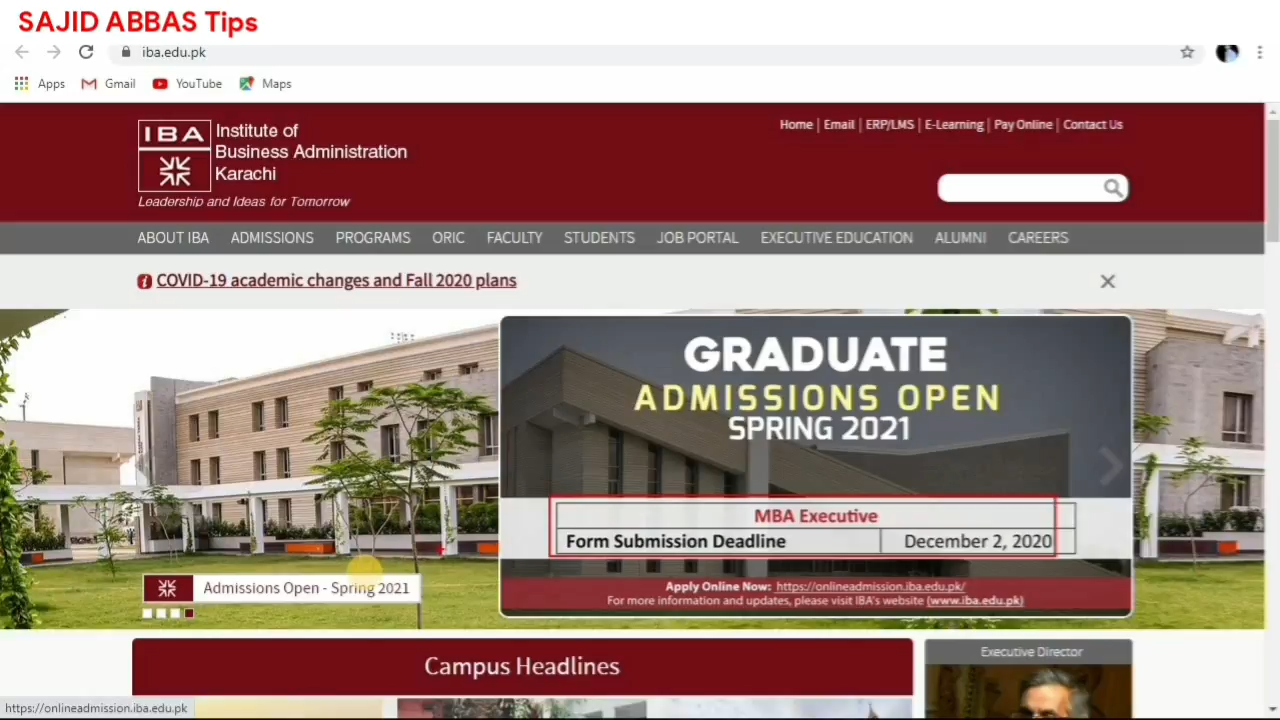 SAJID ABBAS Tips
iba.edu.pk
Apps Gmail YouTube Maps
IBA
Institute of
Business Administration
Karachi
Leadership and Ideas for Tomorrow
Home | Email | ERP/LMS | E-Learning | Pay Online | Contact Us
ABOUT IBA ADMISSIONS PROGRAMS ORIC FACULTY STUDENTS JOB PORTAL EXECUTIVE EDUCATION ALUMNI CAREERS
COVID-19 academic changes and Fall 2020 plans
GRADUATE
ADMISSIONS OPEN
SPRING 2021
MBA Executive
Form Submission Deadline December 2, 2020
Apply Online Now: https://onlineadmission.iba.edu.pk/
For more information and updates, please visit IBA's website (www.iba.edu.pk)
Admissions Open - Spring 2021
Campus Headlines
Executive Director
https://onlineadmission.iba.edu.pk